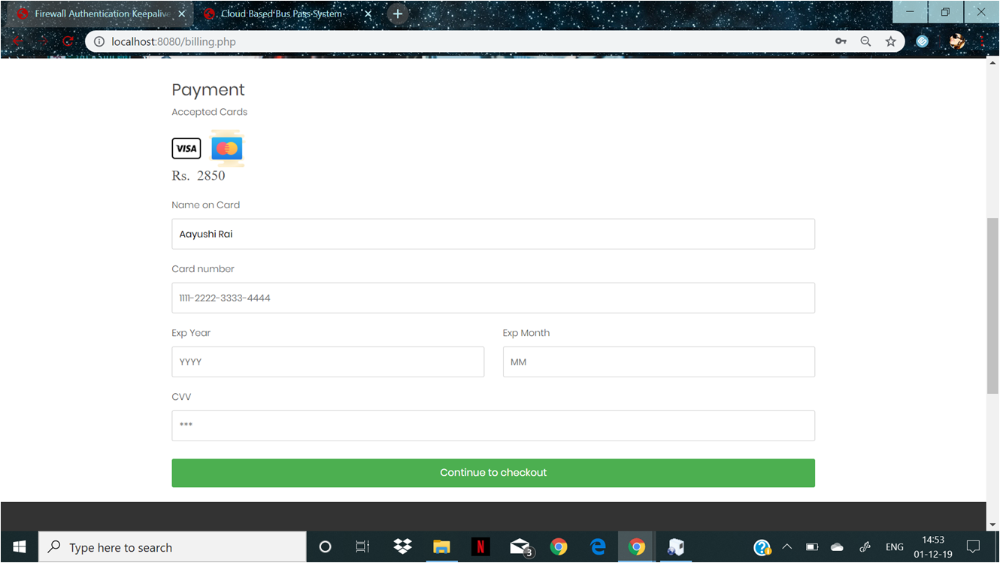 Firewall Authentication Keepalive
Cloud Based Bus Pass System
localhost:8080/billing.php
Payment
Accepted Cards
VISA
Rs. 2850
Name on Card
Aayushi Rai
Card number
1111-2222-3333-4444
Exp Year
Exp Month
YYYY
MM
CVV
***
Continue to checkout
Type here to search
N
3
ENG
14:53
01-12-19